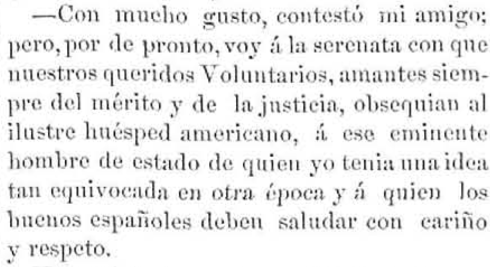 —Con mucho gusto, contestó mi amigo;
pero, por de pronto, voy á la serenata con que
nuestros queridos Voluntarios, amantes siem-
pre del mérito y de la justicia, obsequian al
ilustre huésped americano, á ese eminente
hombre de estado de quien yo tenia una idea
tan equivocada en otra época y á quien los
buenos españoles deben saludar con cariño
y respeto.